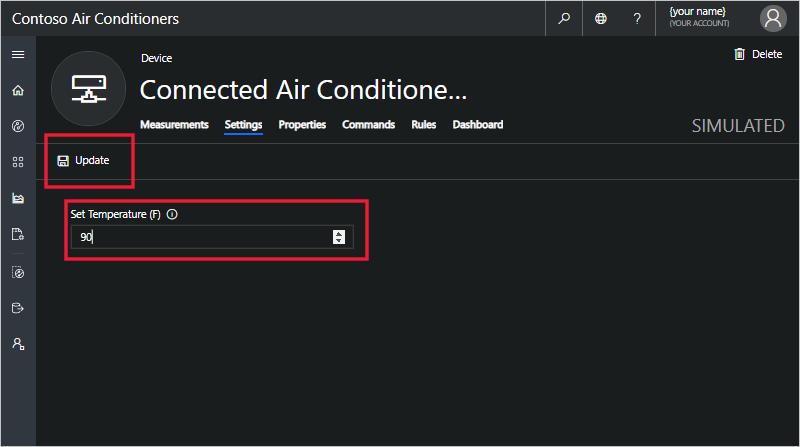 Contoso Air Conditioners
?
{your name}
(YOUR ACCOUNT)
Device
Delete
Connected Air Conditione...
Measurements Settings Properties Commands Rules Dashboard
SIMULATED
Update
Set Temperature (F)
90